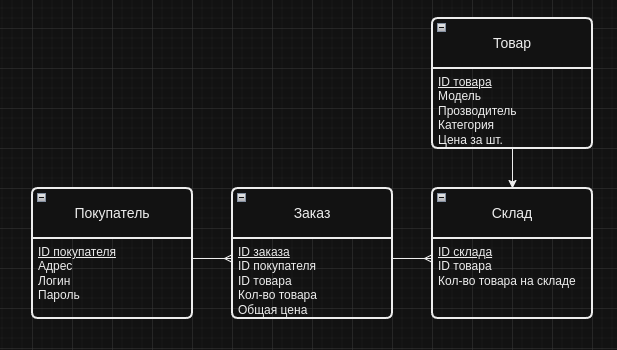 Товар
ID товара
Модель
Прозводитель
Категория
Цена за шт.
Покупатель
ID покупателя
Адрес
Логин
Пароль
Заказ
ID заказа
ID покупателя
ID товара
Кол-во товара
Общая цена
Склад
ID склада
ID товара
Кол-во товара на складе